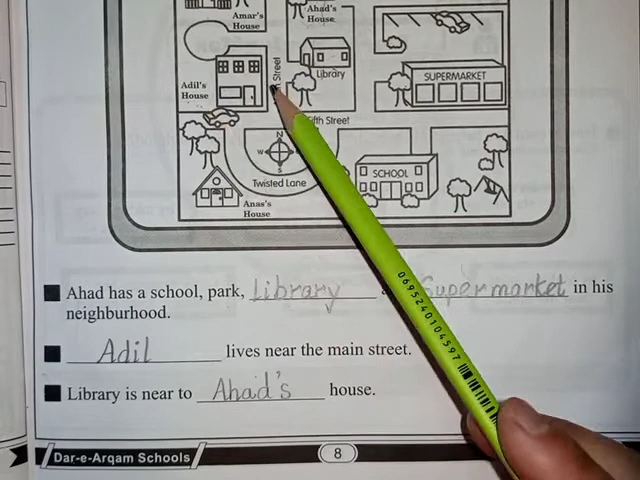 Amar's
House
Ahad's
House
Library
Adil's
House
Street
SUPERMARKET
Fifth Street
N
W
S
Twisted Lane
SCHOOL
Anas's
House
Ahad has a school, park, Library Supermarket in his
neighburhood.
Adil lives near the main street.
Library is near to Ahad's house.
0695240104597
Dar-e-Arqam Schools
8